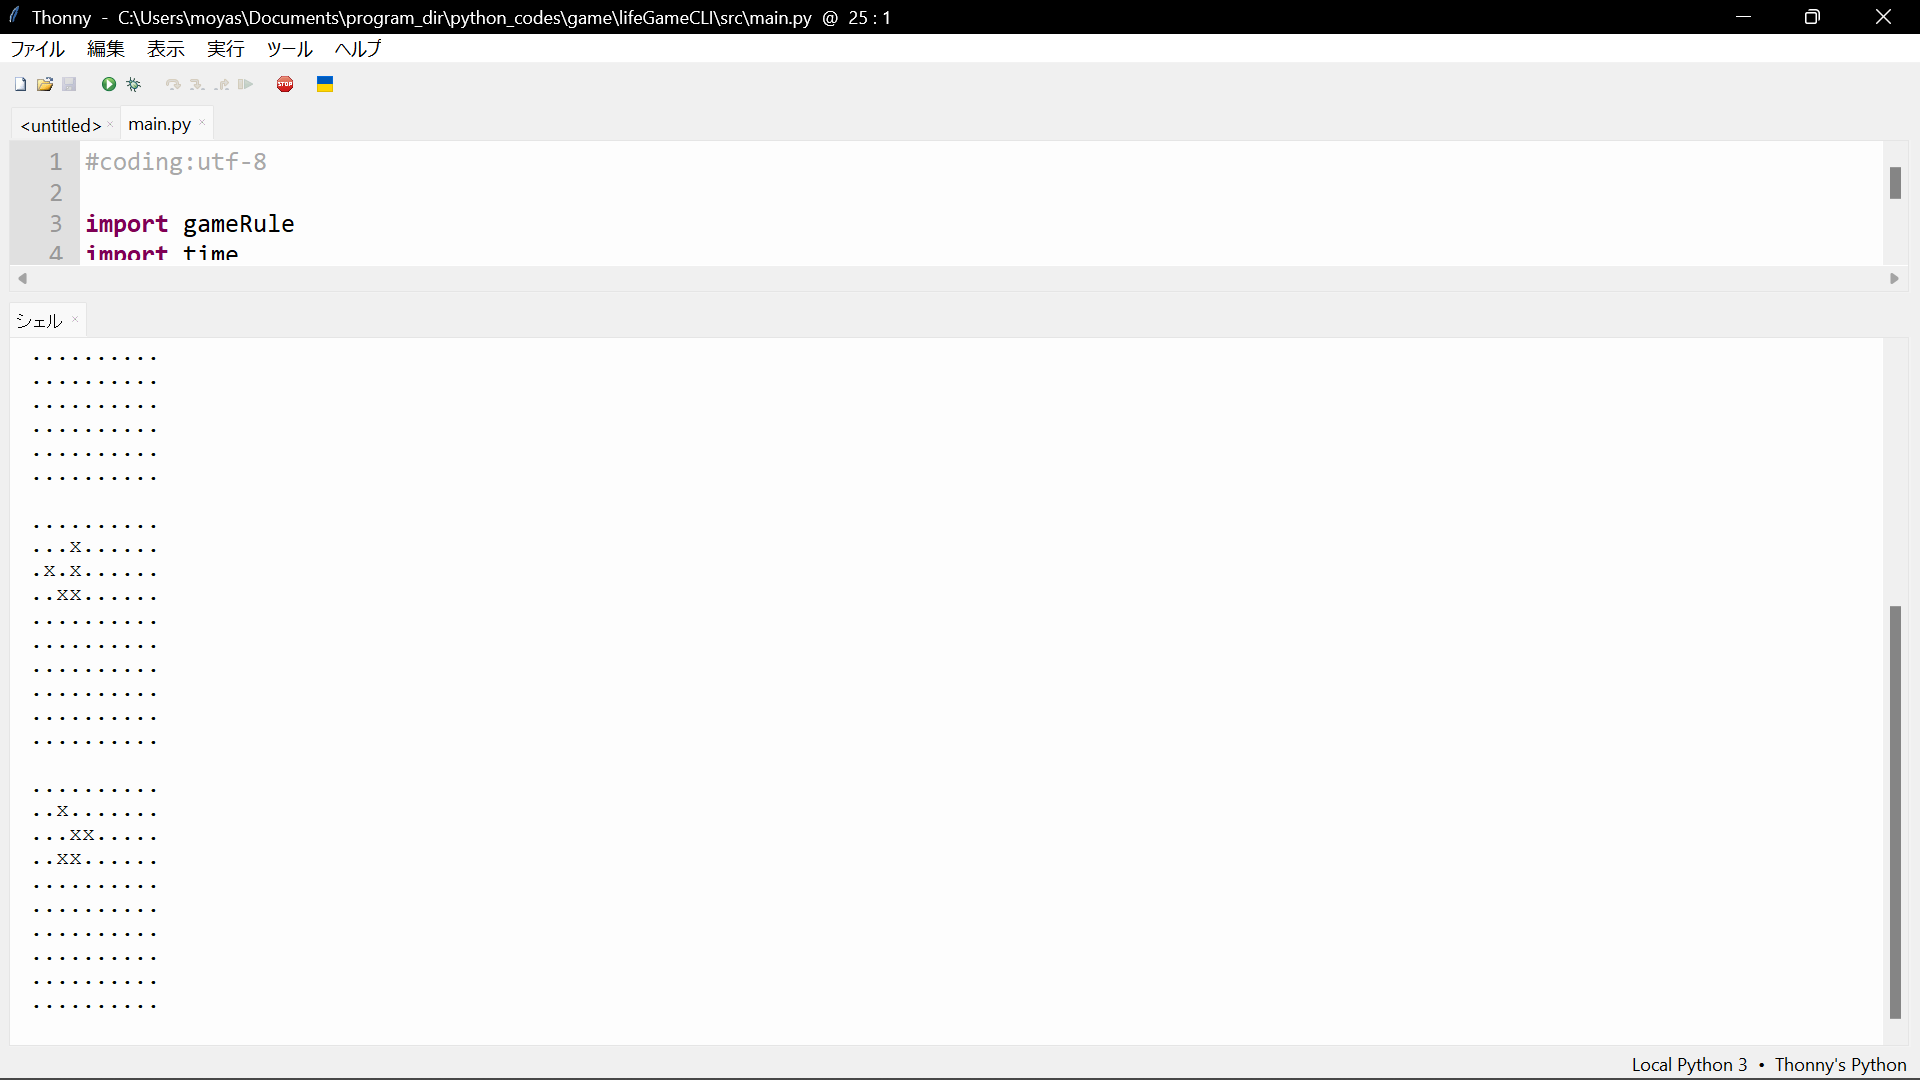 Thonny - C:\Users\moyas\Documents\program_dir\python_codes\game\lifeGameCLI\src\main.py @ 25 : 1
ファイル 編集 表示 実行 ツール ヘルプ
STOP
<untitled> × main.py ×
1 #coding:utf-8
2
3 import gameRule
4 import time
シェル ×
..........
..........
..........
..........
..........
..........

..........
...x......
.x.x......
..xx......
..........
..........
..........
..........
..........
..........

..........
..x.......
...xx.....
..xx......
..........
..........
..........
..........
..........
..........
Local Python 3 • Thonny's Python